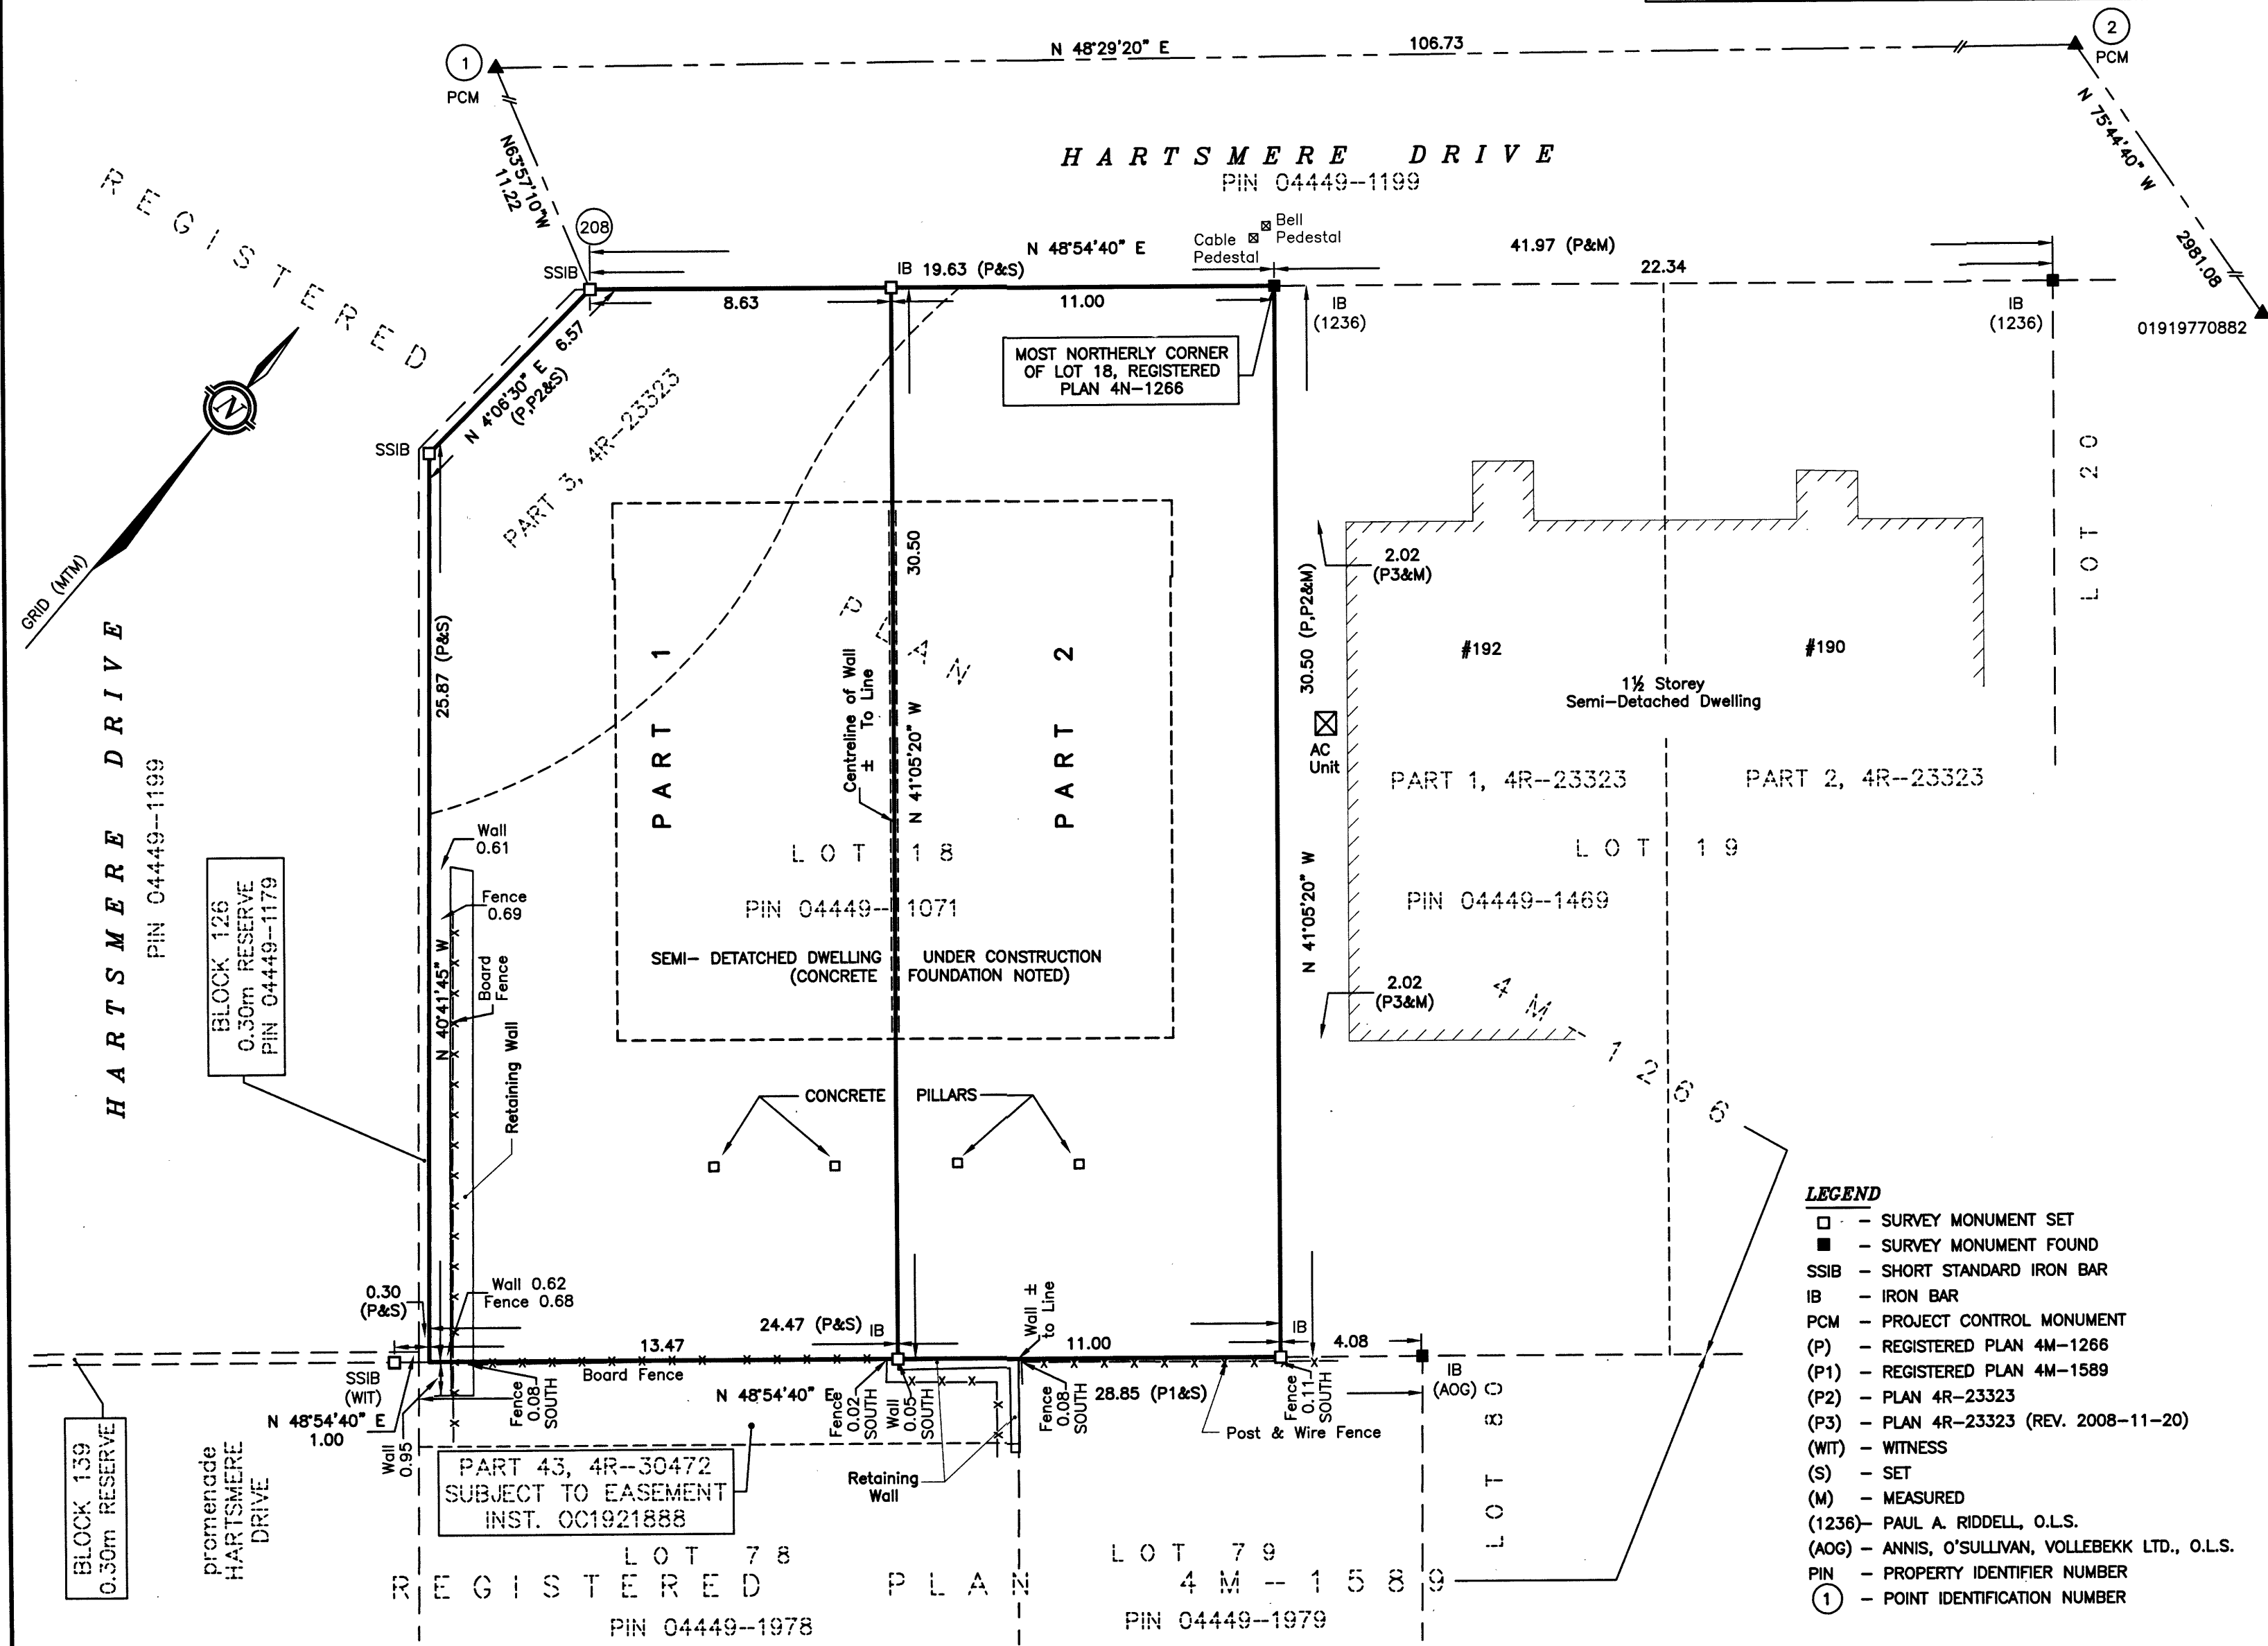 1
PCM
N 48°29'20" E
106.73
2
PCM
N63°57'10"W
11.22
N 75°44'40" W
2981.08
01919770882
HARTSMERE DRIVE
PIN 04449-1199
REGISTERED
208
SSIB
IB
19.63 (P&S)
N 48°54'40" E
Cable
Pedestal
Bell
Pedestal
41.97 (P&M)
22.34
8.63
11.00
IB
(1236)
IB
(1236)
MOST NORTHERLY CORNER
OF LOT 18, REGISTERED
PLAN 4N-1266
N 4°06'30" E 6.57
(P,P2&S)
SSIB
PART 3, 4R-23323
N
GRID (MTM)
HARTSMERE DRIVE
PIN 04449-1199
25.87 (P&S)
N 40°41'45" W
BLOCK 126
0.30m RESERVE
PIN 04449-1179
Wall
0.61
Fence
0.69
Board
Fence
Retaining Wall
PART 1
PLAN
PART 2
30.50
Centreline of Wall
± To Line
N 41°05'20" W
LOT 18
PIN 04449-1071
SEMI- DETATCHED DWELLING UNDER CONSTRUCTION
(CONCRETE FOUNDATION NOTED)
CONCRETE PILLARS
30.50 (P,P2&M)
N 41°05'20" W
2.02
(P3&M)
#192
#190
1½ Storey
Semi-Detached Dwelling
AC
Unit
PART 1, 4R-23323
PART 2, 4R-23323
LOT 19
PIN 04449-1469
2.02
(P3&M)
4M-1266
LOT 20
0.30
(P&S)
Wall 0.62
Fence 0.68
13.47
24.47 (P&S)
IB
Wall ±
to Line
11.00
IB
4.08
SSIB
(WIT)
Board Fence
N 48°54'40" E
N 48°54'40" E
1.00
Wall
0.95
Fence
0.08
SOUTH
Fence
0.02
SOUTH
Wall
0.05
SOUTH
Fence
0.08
SOUTH
28.85 (P1&S)
Fence
0.11
SOUTH
IB
(AOG)
Post & Wire Fence
Retaining
Wall
BLOCK 139
0.30m RESERVE
promenade
HARTSMERE
DRIVE
PART 43, 4R-30472
SUBJECT TO EASEMENT
INST. OC1921888
LOT 78
LOT 79
LOT 80
REGISTERED PLAN 4M-1589
PIN 04449-1978
PIN 04449-1979
LEGEND
- SURVEY MONUMENT SET
- SURVEY MONUMENT FOUND
SSIB - SHORT STANDARD IRON BAR
IB - IRON BAR
PCM - PROJECT CONTROL MONUMENT
(P) - REGISTERED PLAN 4M-1266
(P1) - REGISTERED PLAN 4M-1589
(P2) - PLAN 4R-23323
(P3) - PLAN 4R-23323 (REV. 2008-11-20)
(WIT) - WITNESS
(S) - SET
(M) - MEASURED
(1236)- PAUL A. RIDDELL, O.L.S.
(AOG) - ANNIS, O'SULLIVAN, VOLLEBEKK LTD., O.L.S.
PIN - PROPERTY IDENTIFIER NUMBER
1 - POINT IDENTIFICATION NUMBER